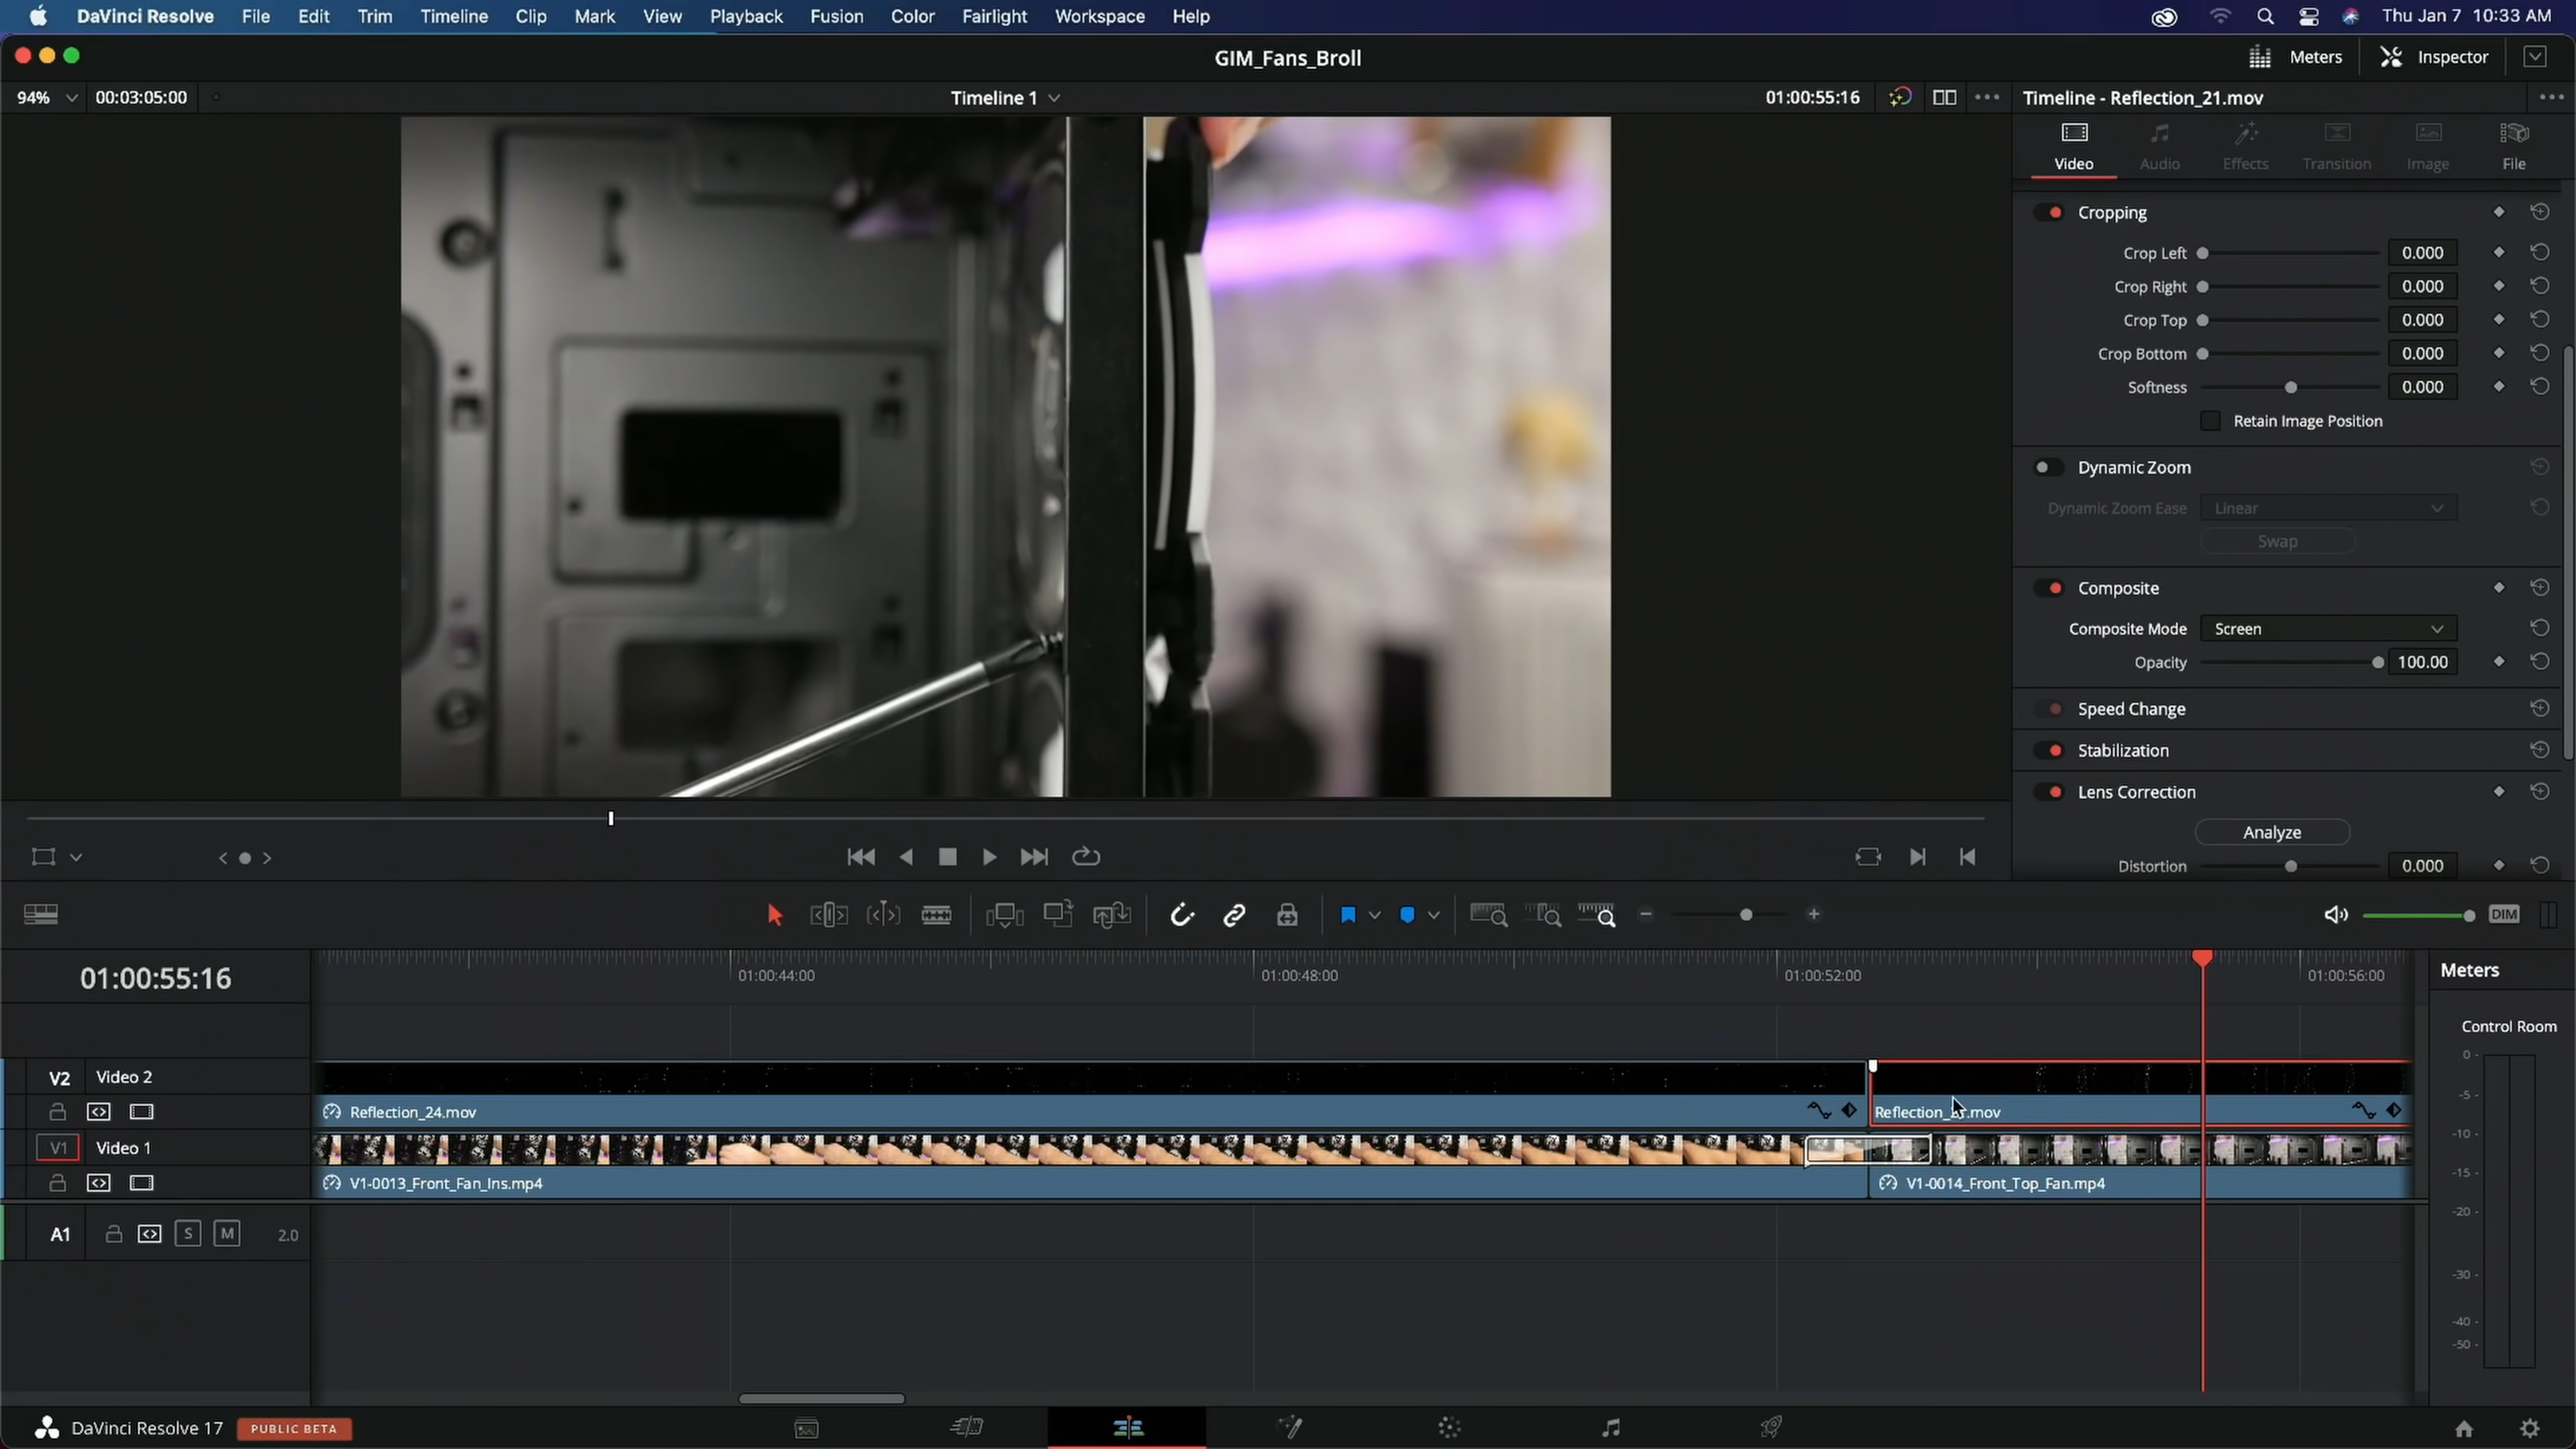 DaVinci Resolve File Edit Trim Timeline Clip Mark View Playback Fusion Color Fairlight Workspace Help Thu Jan 7 10:33 AM
GIM_Fans_Broll Meters Inspector
94% 00:03:05:00 Timeline 1 01:00:55:16 Timeline - Reflection_21.mov
Video Audio Effects Transition Image File
Cropping
Crop Left 0.000
Crop Right 0.000
Crop Top 0.000
Crop Bottom 0.000
Softness 0.000
Retain Image Position
Dynamic Zoom
Dynamic Zoom Ease Linear
Swap
Composite
Composite Mode Screen
Opacity 100.00
Speed Change
Stabilization
Lens Correction
Analyze
Distortion 0.000
DIM
01:00:55:16 01:00:44:00 01:00:48:00 01:00:52:00 01:00:56:00 Meters
Control Room
V2 Video 2
Reflection_24.mov
V1 Video 1
V1-0013_Front_Fan_Ins.mp4 V1-0014_Front_Top_Fan.mp4
A1 S M 2.0
0
-5
-10
-15
-20
-30
-40
-50
DaVinci Resolve 17 PUBLIC BETA